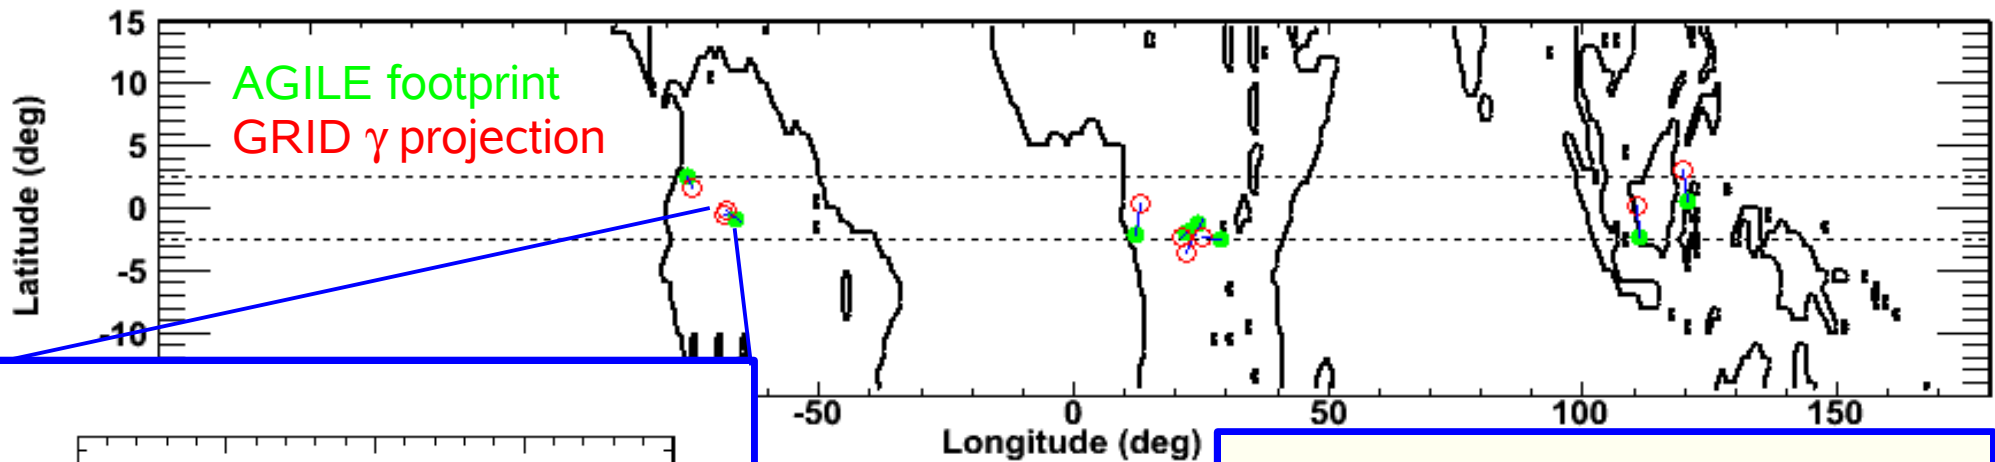 15
10
5
0
-5
-10
Latitude (deg)
AGILE footprint
GRID γ projection
-50 0 50 100 150
Longitude (deg)